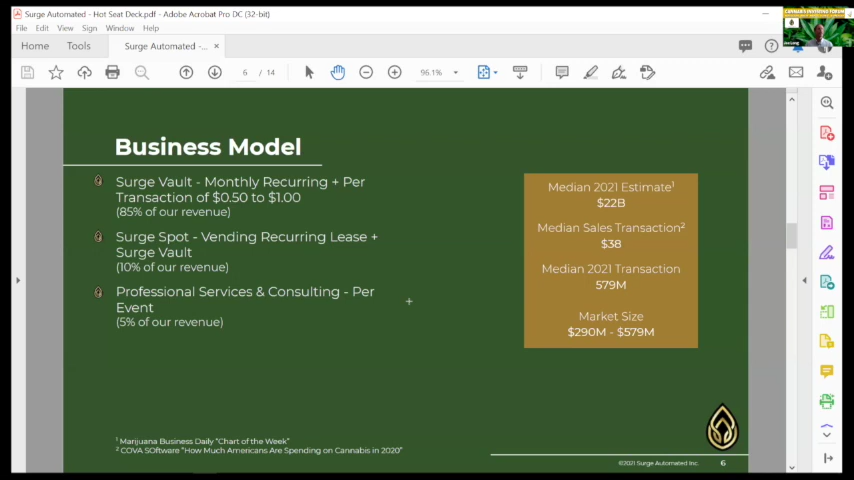 Surge Automated - Hot Seat Deck.pdf - Adobe Acrobat Pro DC (32-bit)
File Edit View Sign Window Help
Home Tools Surge Automated -... ×
6 / 14 96.1%
Business Model
Surge Vault - Monthly Recurring + Per
Transaction of $0.50 to $1.00
(85% of our revenue)
Surge Spot - Vending Recurring Lease +
Surge Vault
(10% of our revenue)
Professional Services & Consulting - Per
Event
(5% of our revenue)
Median 2021 Estimate¹
$22B
Median Sales Transaction²
$38
Median 2021 Transaction
579M
Market Size
$290M - $579M
¹ Marijuana Business Daily "Chart of the Week"
² COVA SOftware "How Much Americans Are Spending on Cannabis in 2020"
©2021 Surge Automated Inc. 6